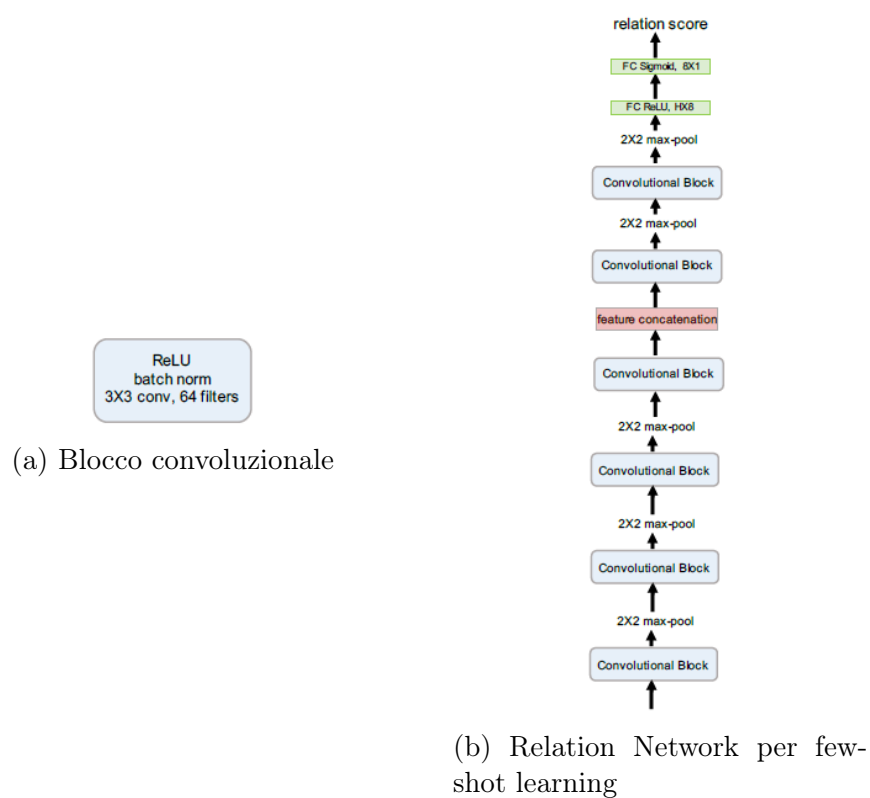 ReLU
batch norm
3X3 conv, 64 filters
(a) Blocco convoluzionale
relation score
FC Sigmoid, 8X1
FC ReLU, HX8
2X2 max-pool
Convolutional Block
2X2 max-pool
Convolutional Block
feature concatenation
Convolutional Block
2X2 max-pool
Convolutional Block
2X2 max-pool
Convolutional Block
2X2 max-pool
Convolutional Block
(b) Relation Network per few-
shot learning